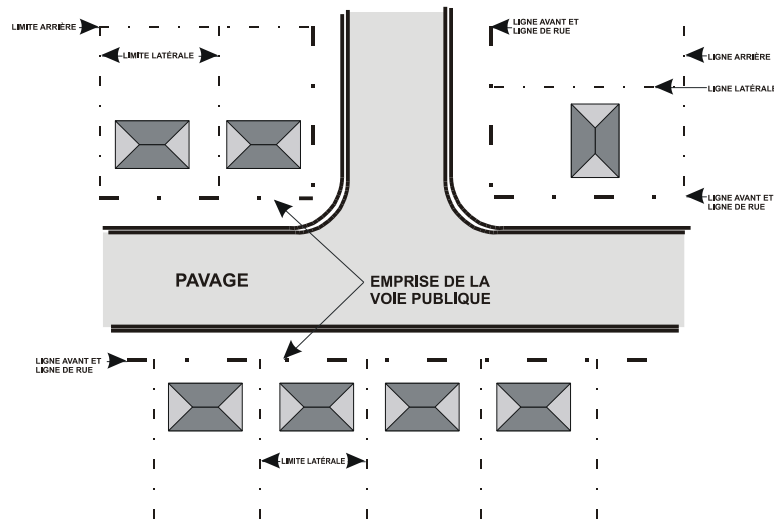 LIMITE ARRIÈRE
LIGNE AVANT ET
LIGNE DE RUE
LIMITE LATÉRALE
LIGNE ARRIÈRE
LIGNE LATÉRALE
LIGNE AVANT ET
LIGNE DE RUE
PAVAGE
EMPRISE DE LA
VOIE PUBLIQUE
LIGNE AVANT ET
LIGNE DE RUE
LIMITE LATÉRALE